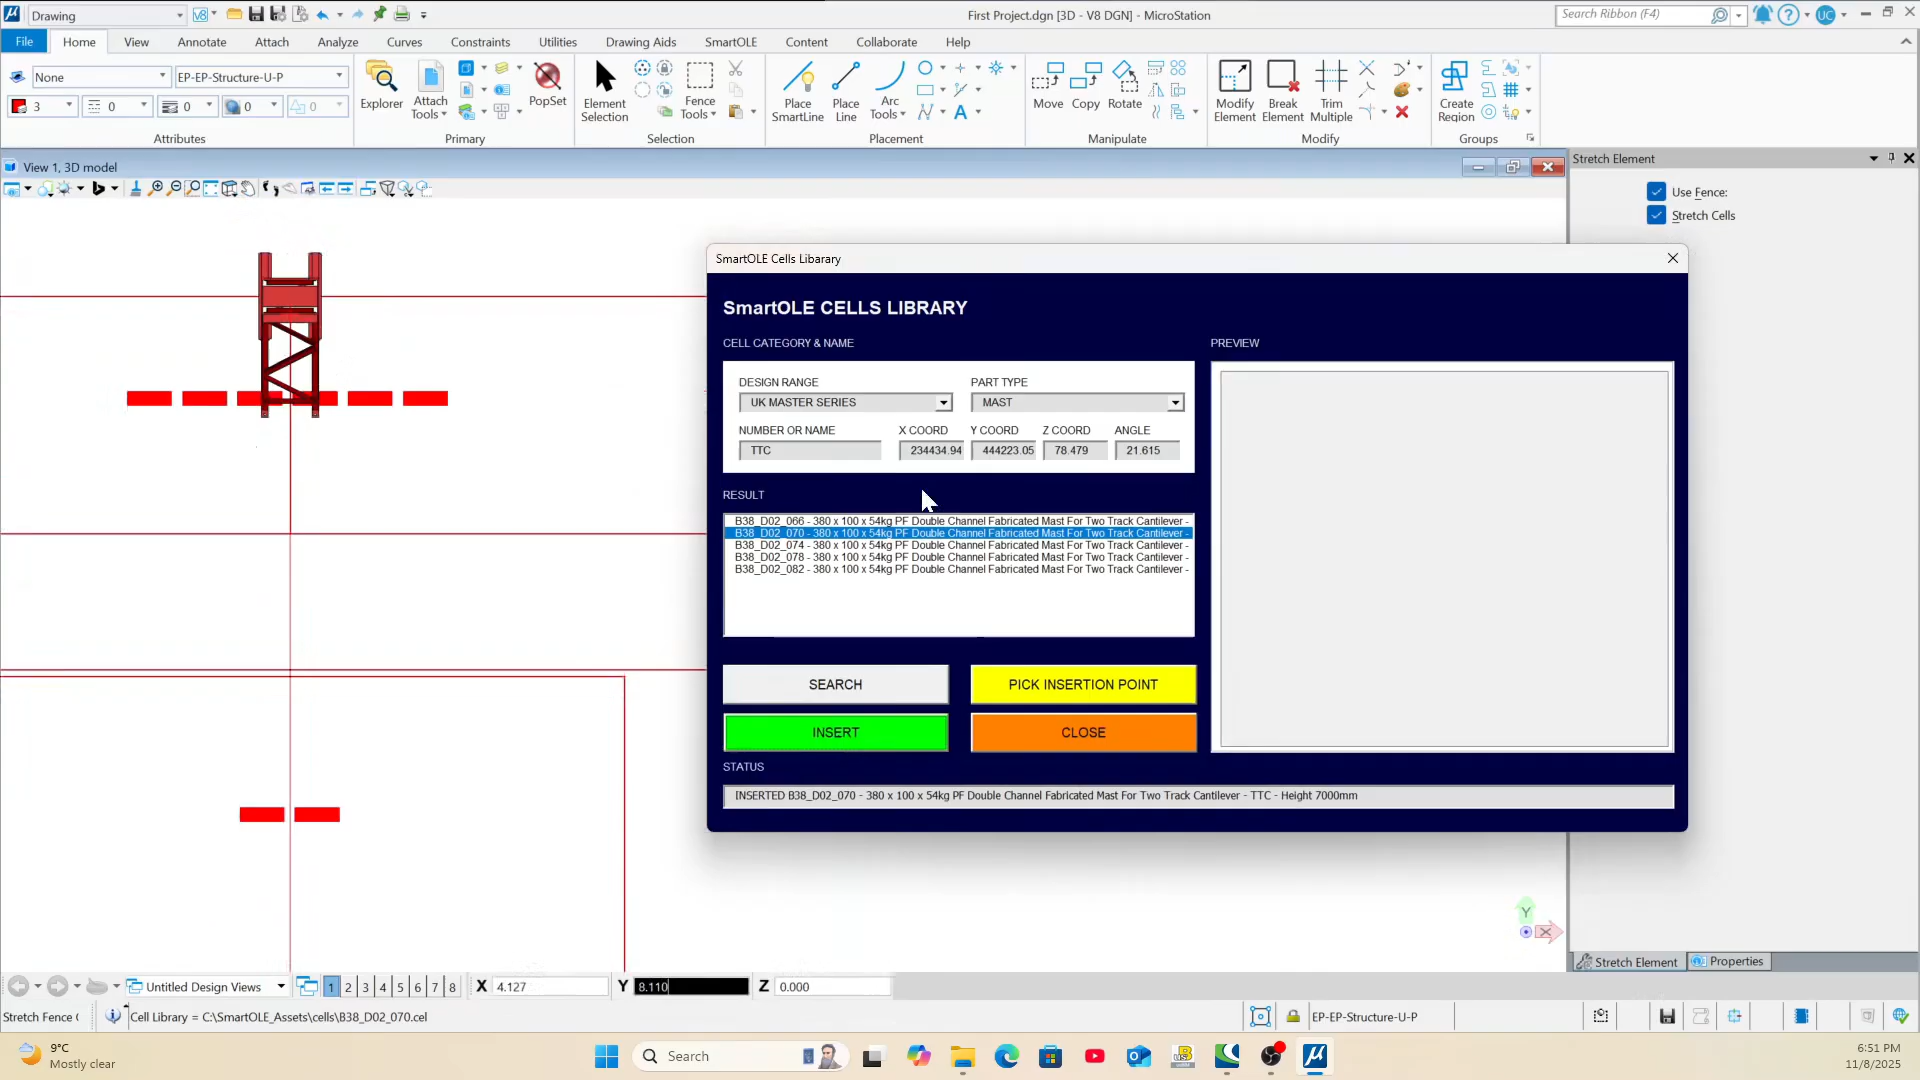 Drawing
First Project.dgn [3D - V8 DGN] - MicroStation
Search Ribbon (F4)
UC
File
Home
View
Annotate
Attach
Analyze
Curves
Constraints
Utilities
Drawing Aids
SmartOLE
Content
Collaborate
Help
None
EP-EP-Structure-U-P
3
0
0
0
0
Attributes
Explorer
Attach Tools
PopSet
Primary
Element Selection
Fence Tools
Selection
Place SmartLine
Place Line
Arc Tools
Placement
Move
Copy
Rotate
Manipulate
Modify Element
Break Element
Trim Multiple
Modify
Create Region
Groups
View 1, 3D model
Stretch Element
Use Fence:
Stretch Cells
SmartOLE Cells Libarary
SmartOLE CELLS LIBRARY
CELL CATEGORY & NAME
PREVIEW
DESIGN RANGE
PART TYPE
UK MASTER SERIES
MAST
NUMBER OR NAME
X COORD
Y COORD
Z COORD
ANGLE
TTC
234434.94
444223.05
78.479
21.615
RESULT
B38_D02_066 - 380 x 100 x 54kg PF Double Channel Fabricated Mast For Two Track Cantilever -
B38_D02_070 - 380 x 100 x 54kg PF Double Channel Fabricated Mast For Two Track Cantilever -
B38_D02_074 - 380 x 100 x 54kg PF Double Channel Fabricated Mast For Two Track Cantilever -
B38_D02_078 - 380 x 100 x 54kg PF Double Channel Fabricated Mast For Two Track Cantilever -
B38_D02_082 - 380 x 100 x 54kg PF Double Channel Fabricated Mast For Two Track Cantilever -
SEARCH
PICK INSERTION POINT
INSERT
CLOSE
STATUS
INSERTED B38_D02_070 - 380 x 100 x 54kg PF Double Channel Fabricated Mast For Two Track Cantilever - TTC - Height 7000mm
Y
X
Stretch Element
Properties
Untitled Design Views
1 2 3 4 5 6 7 8
X 4.127
Y 8.110
Z 0.000
Stretch Fence
Cell Library = C:\SmartOLE_Assets\cells\B38_D02_070.cel
EP-EP-Structure-U-P
9°C
Mostly clear
Search
6:51 PM
11/8/2025